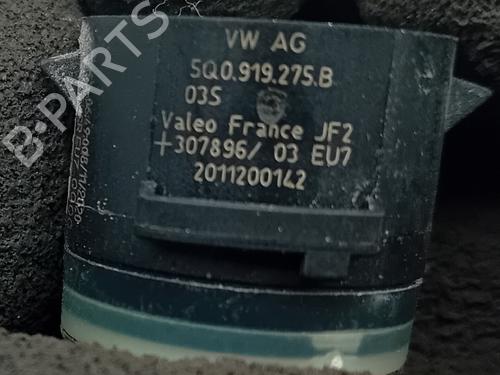 B-PARTS
VW AG
5Q0.919.275.B
03S
Valeo France JF2
+307896/ 03 EU7
2011200142